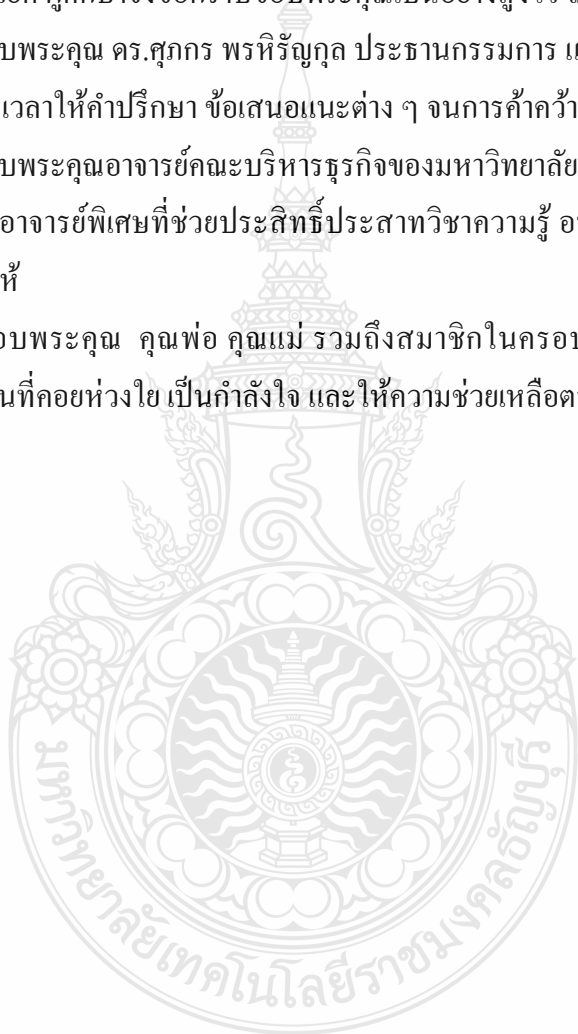 บพระคุณ ดร.ศุภกร พรหิรัญกุล ประธานกรรมการ
เวลาให้คำปรึกษา ข้อเสนอแนะต่าง ๆ จนการค้าคว้า
บพระคุณอาจารย์คณะบริหารธุรกิจของมหาวิทยาลัย
อาจารย์พิเศษที่ช่วยประสิทธิ์ประสาทวิชาความรู้
ห้
อบพระคุณ คุณพ่อ คุณแม่ รวมถึงสมาชิกในครอบ
นที่คอยห่วงใย เป็นกำลังใจ และให้ความช่วยเหลือ
มหาวิทยาลัยเทคโนโลยีราชมงคลธัญบุรี